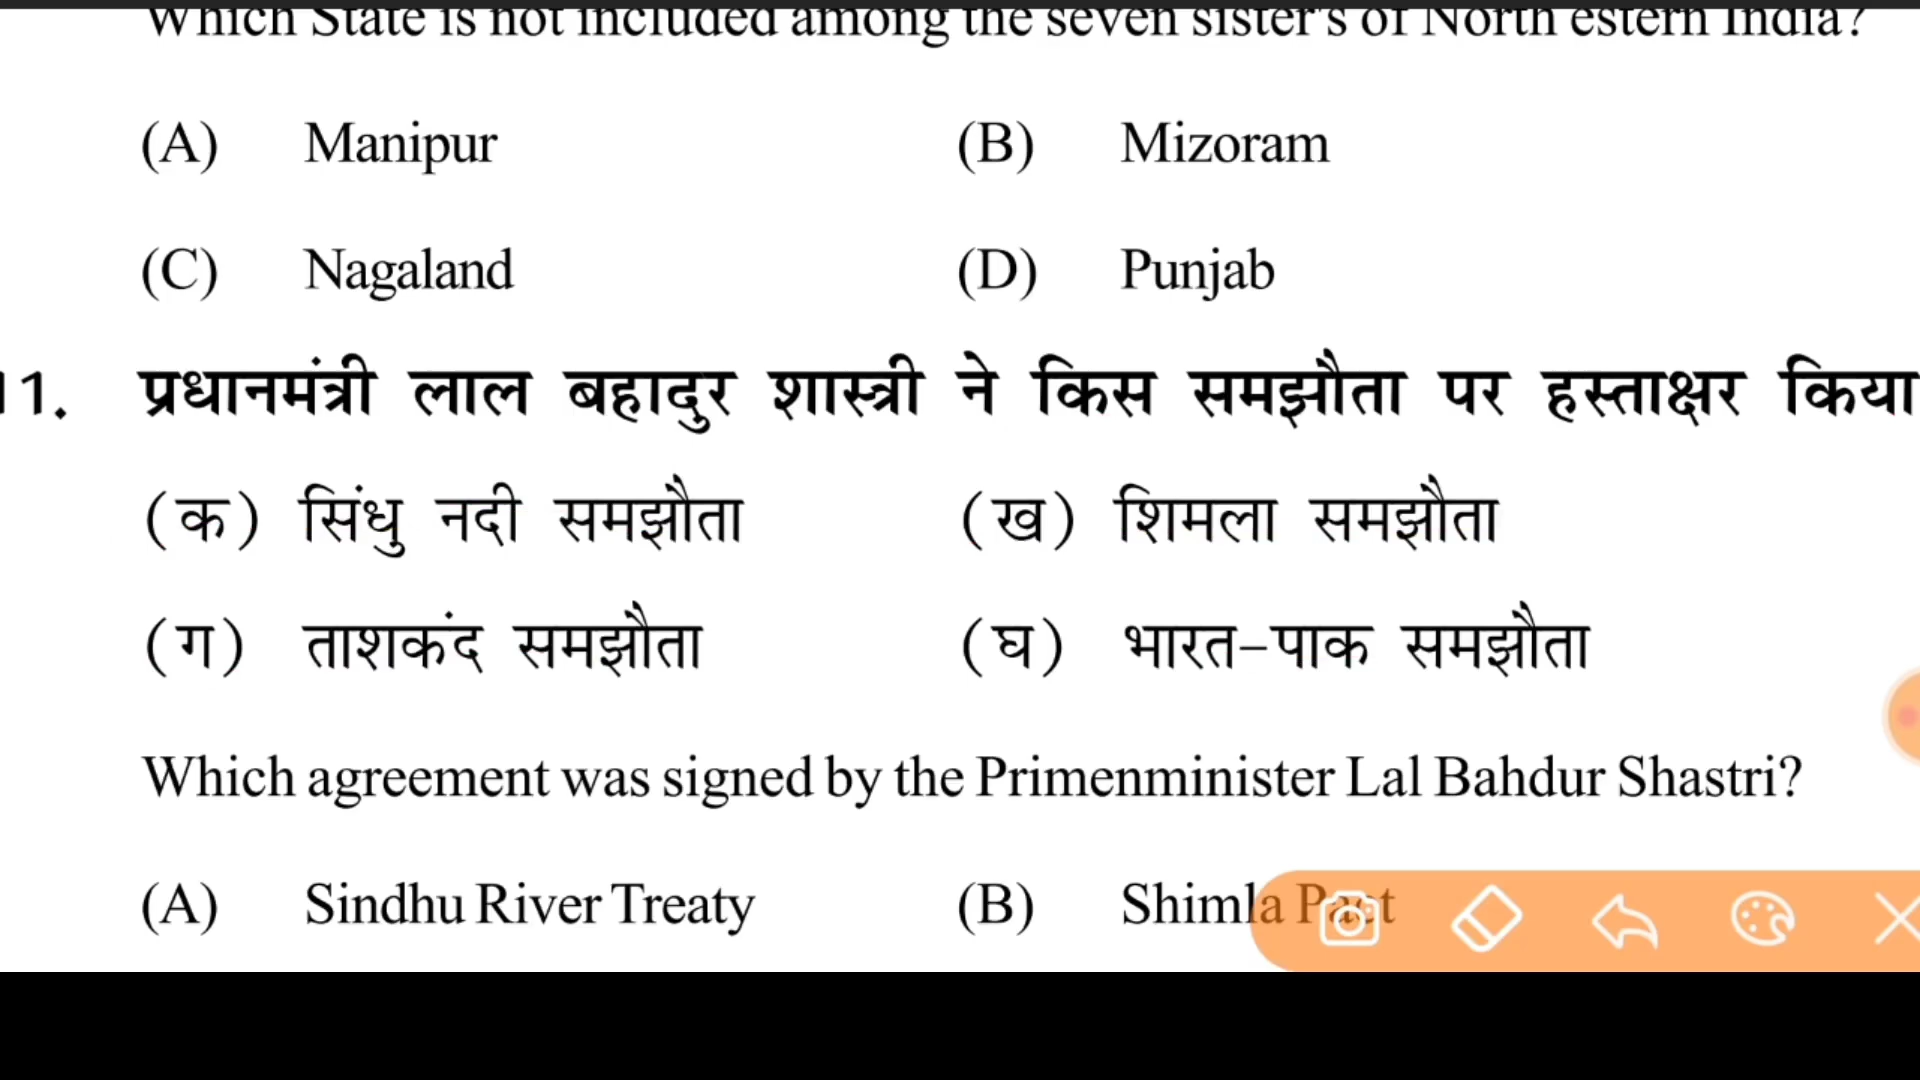 Which State is not included among the seven sister's of North estern India?
(A) Manipur (B) Mizoram
(C) Nagaland (D) Punjab
11. प्रधानमंत्री लाल बहादुर शास्त्री ने किस समझौता पर हस्ताक्षर किया
(क) सिंधु नदी समझौता (ख) शिमला समझौता
(ग) ताशकंद समझौता (घ) भारत-पाक समझौता
Which agreement was signed by the Primenminister Lal Bahdur Shastri?
(A) Sindhu River Treaty (B) Shimla Pact